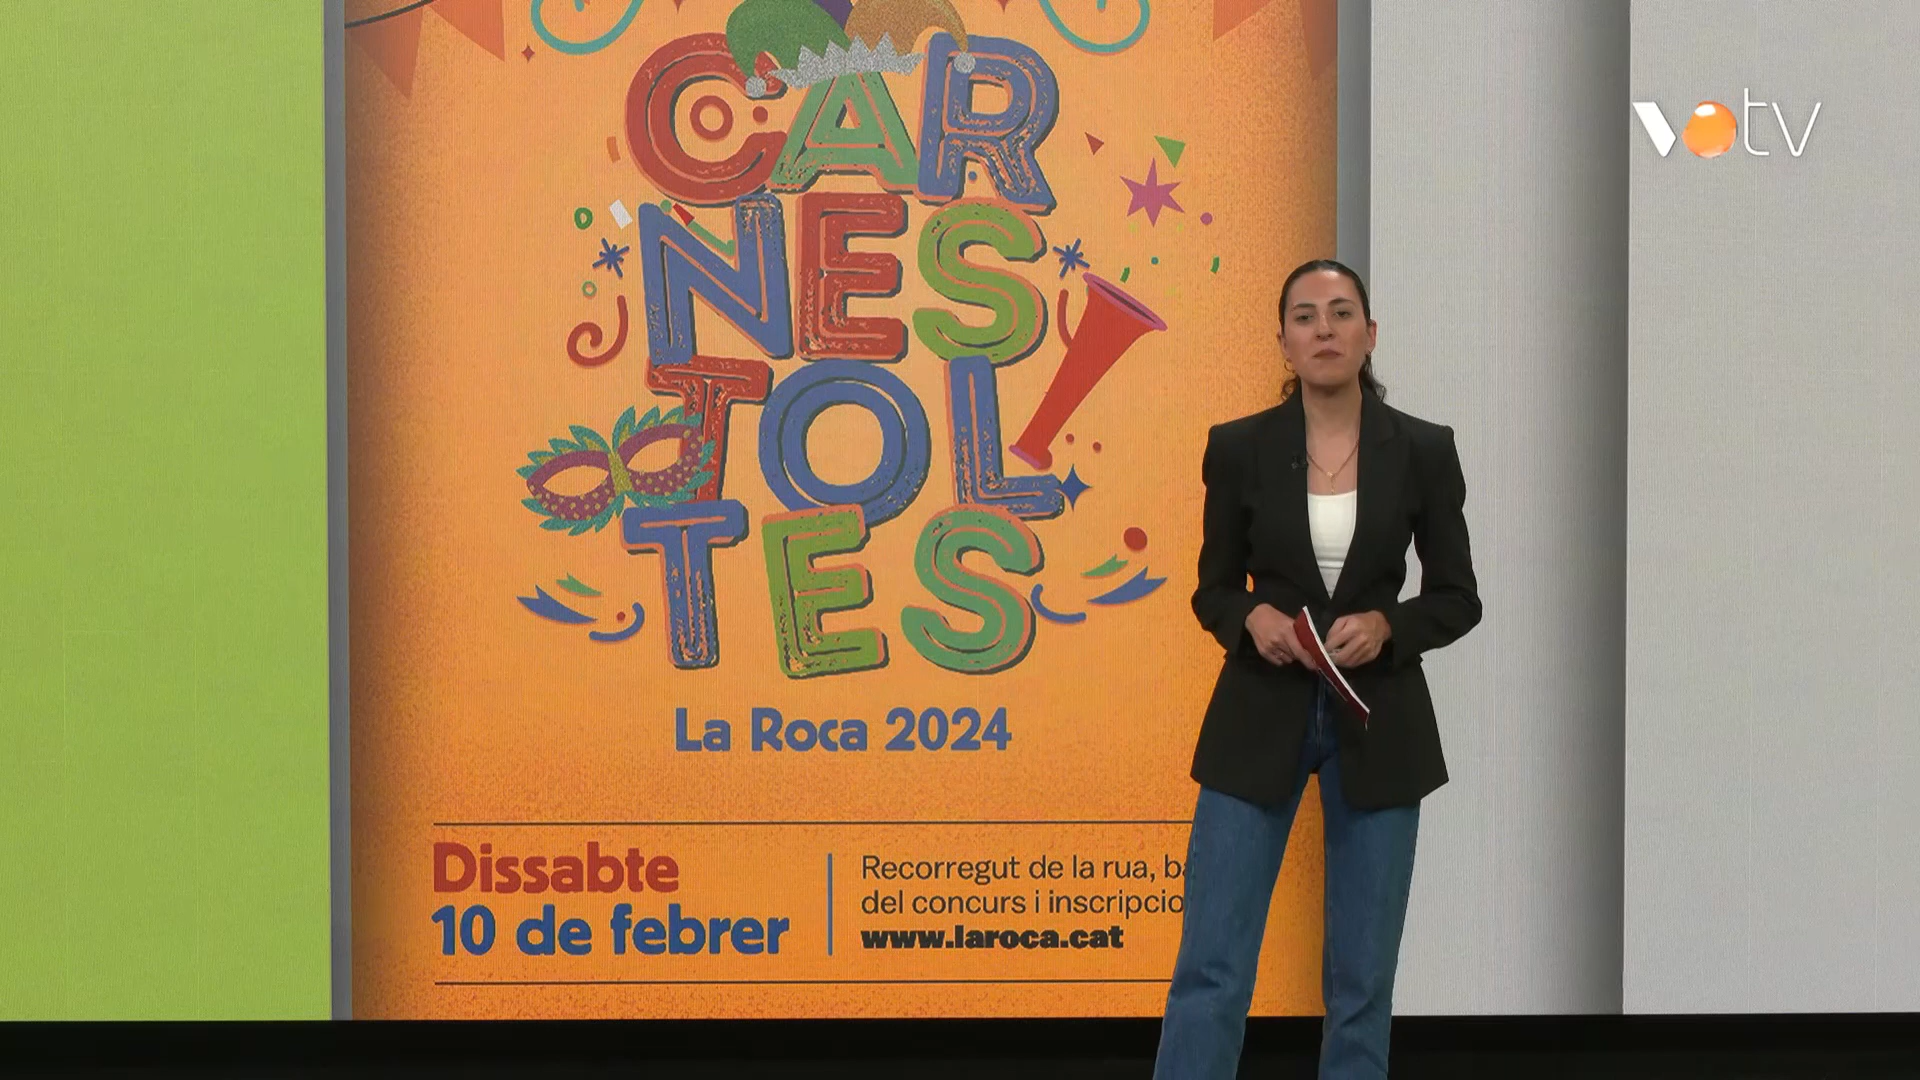 votv
CAR
NES
TOL
TES
La Roca 2024
Dissabte
10 de febrer
Recorregut de la rua,
del concurs i
www.laroca.cat